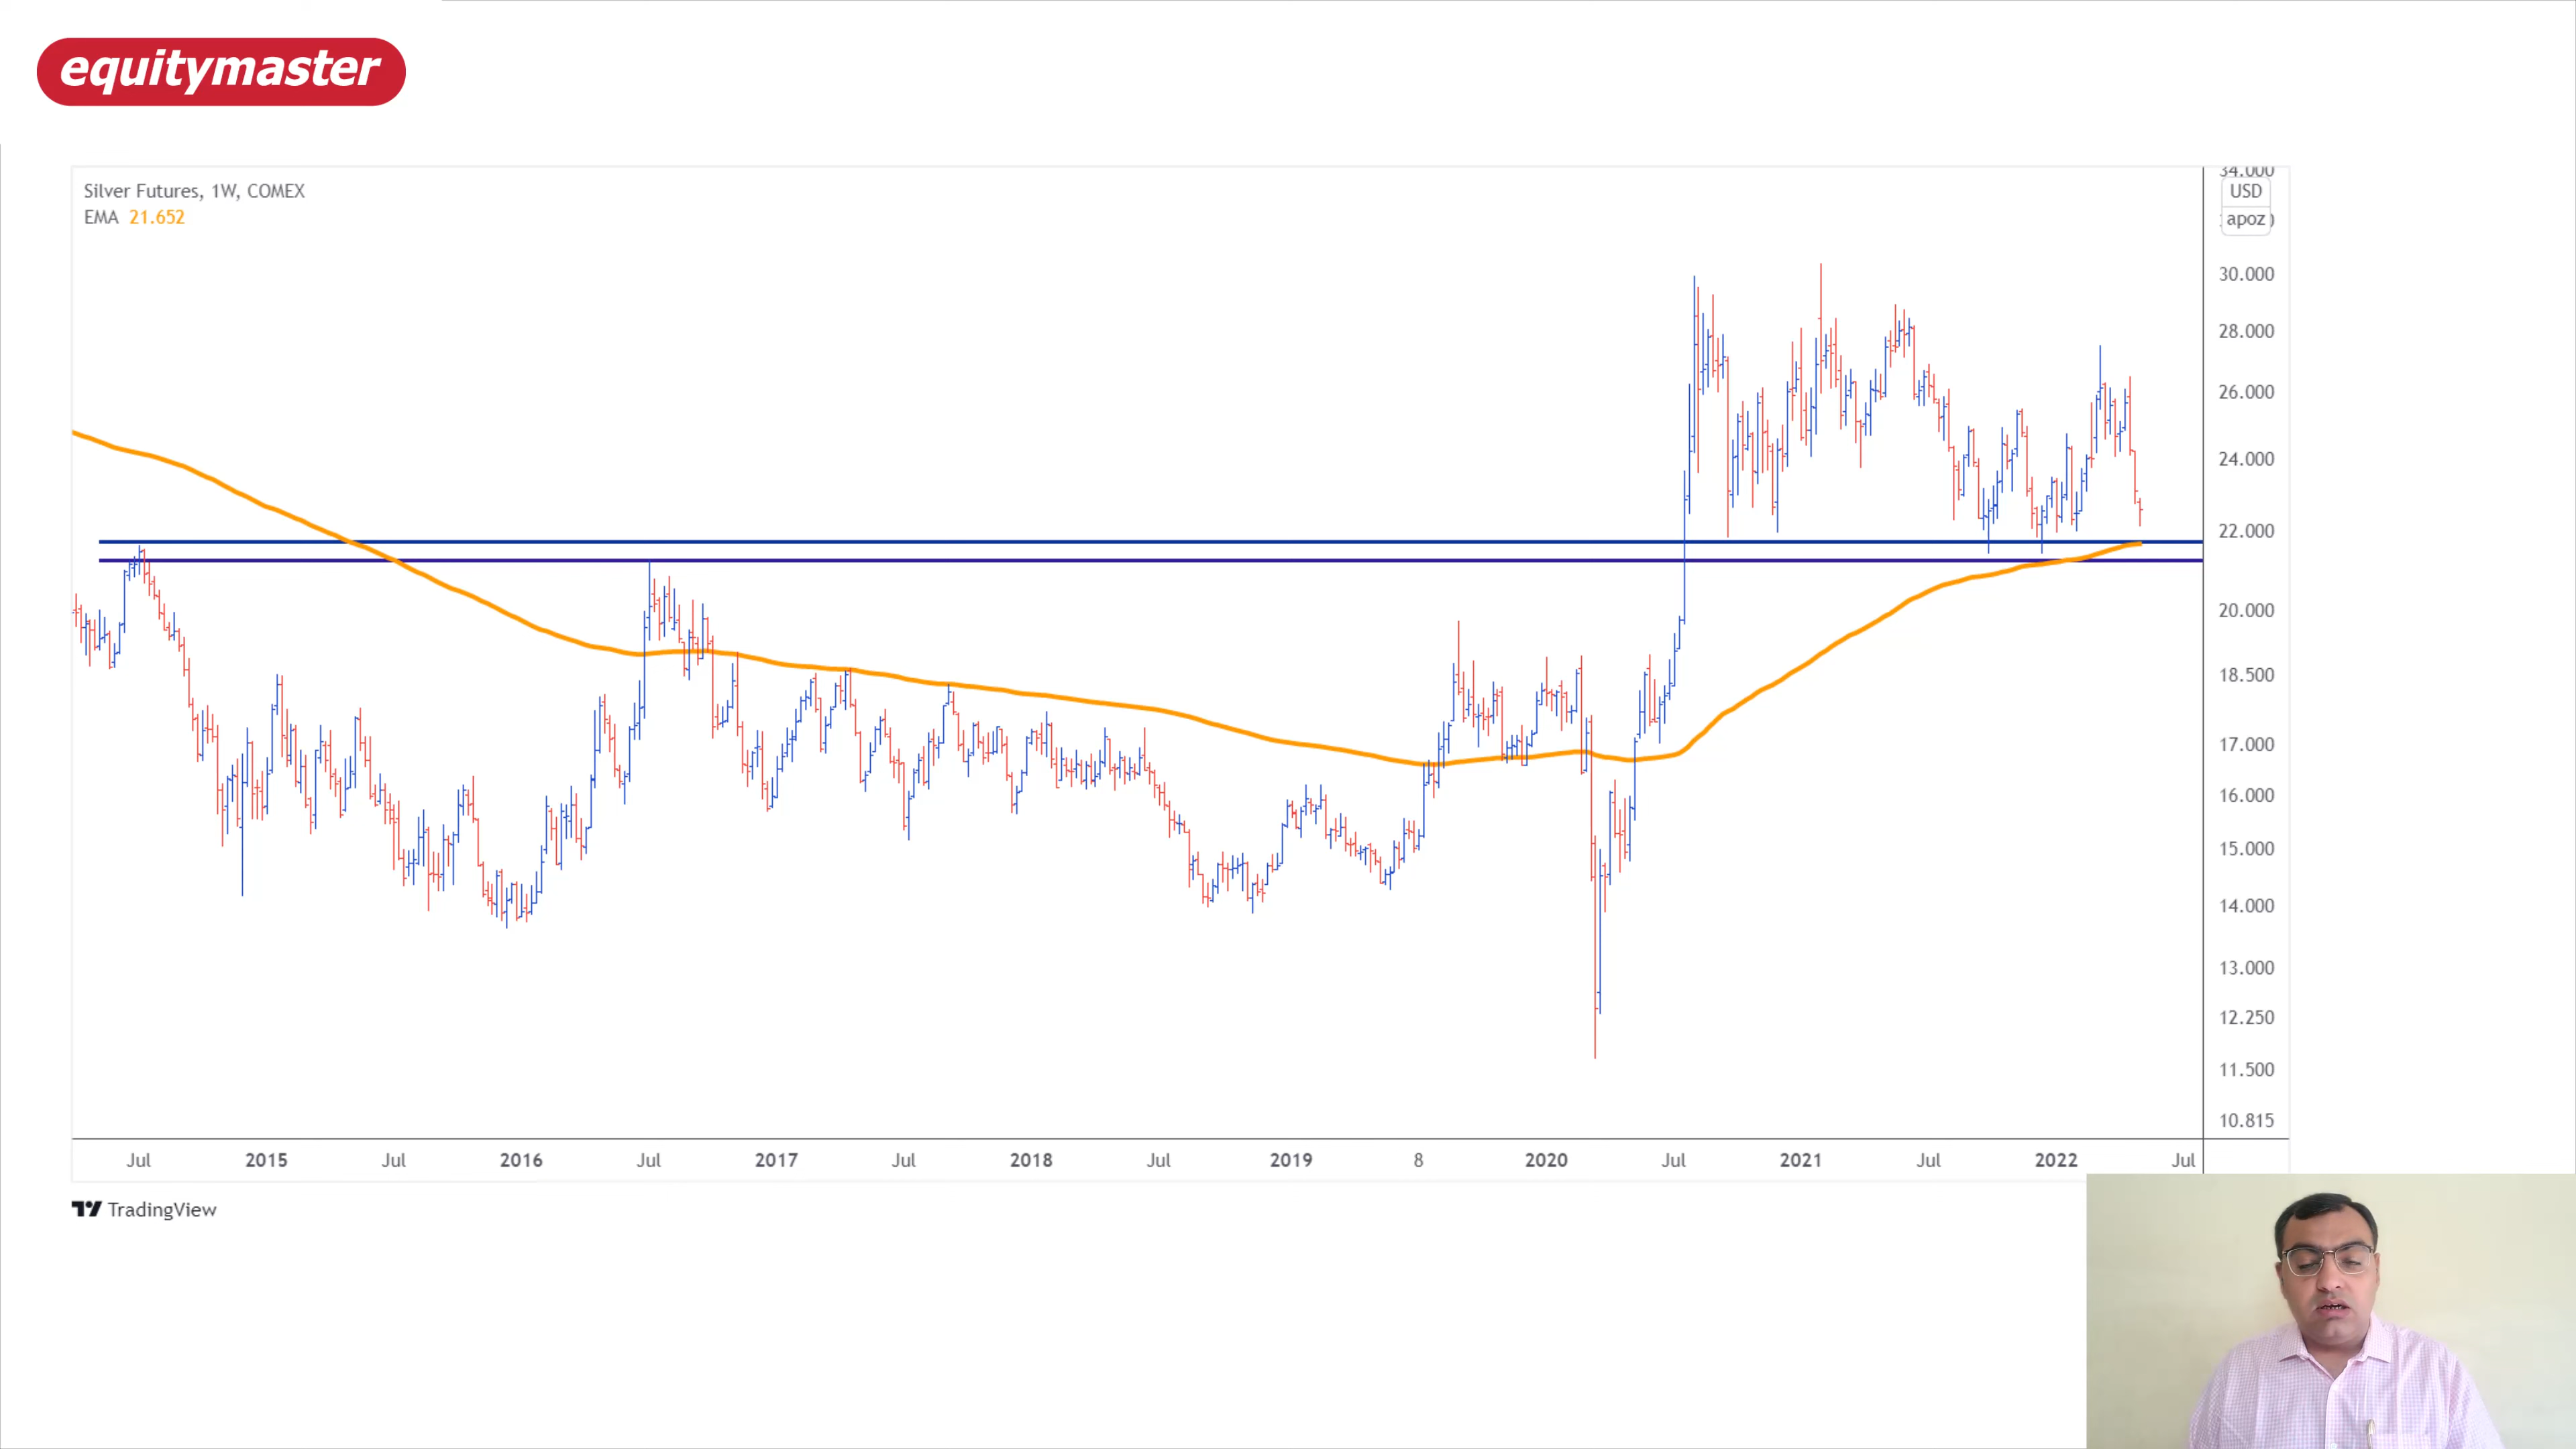 equitymaster
Silver Futures, 1W, COMEX
EMA 21.652
34.000
USD
apoz
30.000
28.000
26.000
24.000
22.000
20.000
18.500
17.000
16.000
15.000
14.000
13.000
12.250
11.500
10.815
Jul 2015 Jul 2016 Jul 2017 Jul 2018 Jul 2019 8 2020 Jul 2021 Jul 2022 Jul
TradingView